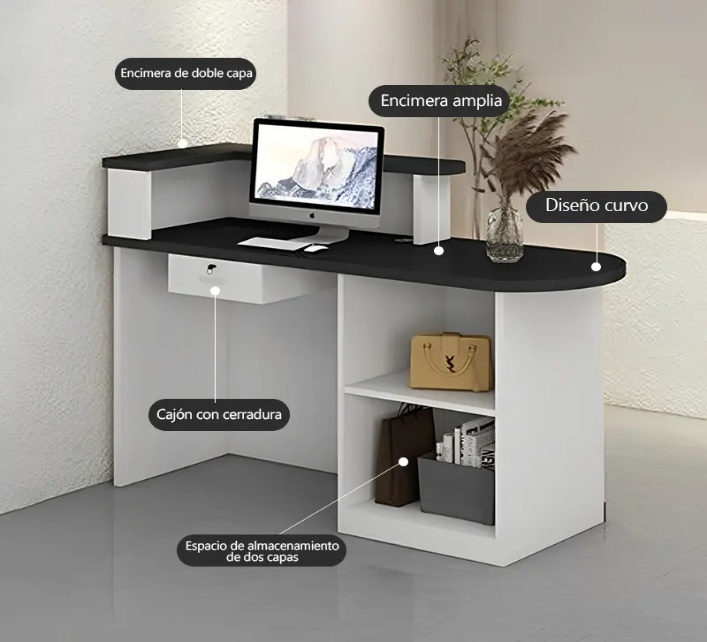 Encimera de doble capa
Encimera amplia
Diseño curvo
Cajón con cerradura
Espacio de almacenamiento
de dos capas